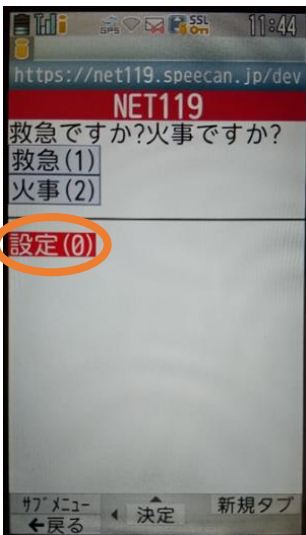 GPS SSL On 11:44
https://net119.speecan.jp/dev
NET119
救急ですか?火事ですか?
救急(1)
火事(2)
設定(0)
ｻﾌﾞﾒﾆｭｰ 新規タブ
←戻る 決定